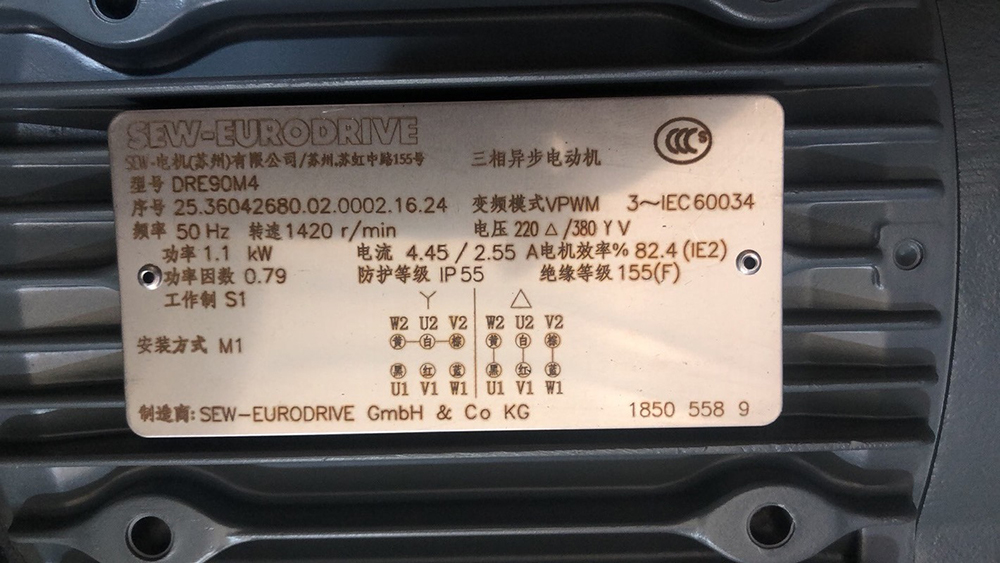 SEW-EURODRIVE
CCC S
SEW-电机(苏州)有限公司/苏州,苏虹中路155号 三相异步电动机
型号 DRE90M4
序号 25.36042680.02.0002.16.24 变频模式VPWM 3～IEC60034
频率 50 Hz 转速 1420 r/min 电压 220 △ /380 Y V
功率 1.1 kW 电流 4.45 / 2.55 A 电机效率% 82.4 (IE2)
功率因数 0.79 防护等级 IP55 绝缘等级 155(F)
工作制 S1 Y △
W2 U2 V2 W2 U2 V2
黄 白 棕 黄 白 棕
安装方式 M1
黑 红 蓝 黑 红 蓝
U1 V1 W1 U1 V1 W1
制造商: SEW-EURODRIVE GmbH & Co KG 1850 558 9